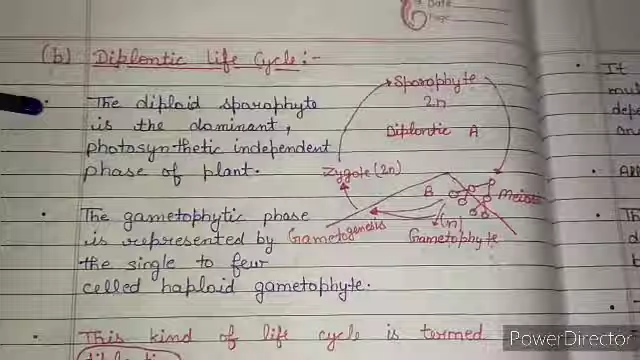 Date
Page
(b) Diplontic Life Cycle:-
• The diploid sporophyte
is the dominant,
photosynthetic independent
phase of plant.
Sporophyte
2n
Diplontic A
Zygote (2n)
B
Meiosis
(n)
Gametogenesis
Gametophyte
• The gametophytic phase
is represented by
the single to few
celled haploid gametophyte.
• This kind of life cycle is termed
diplontic
• It
PowerDirector